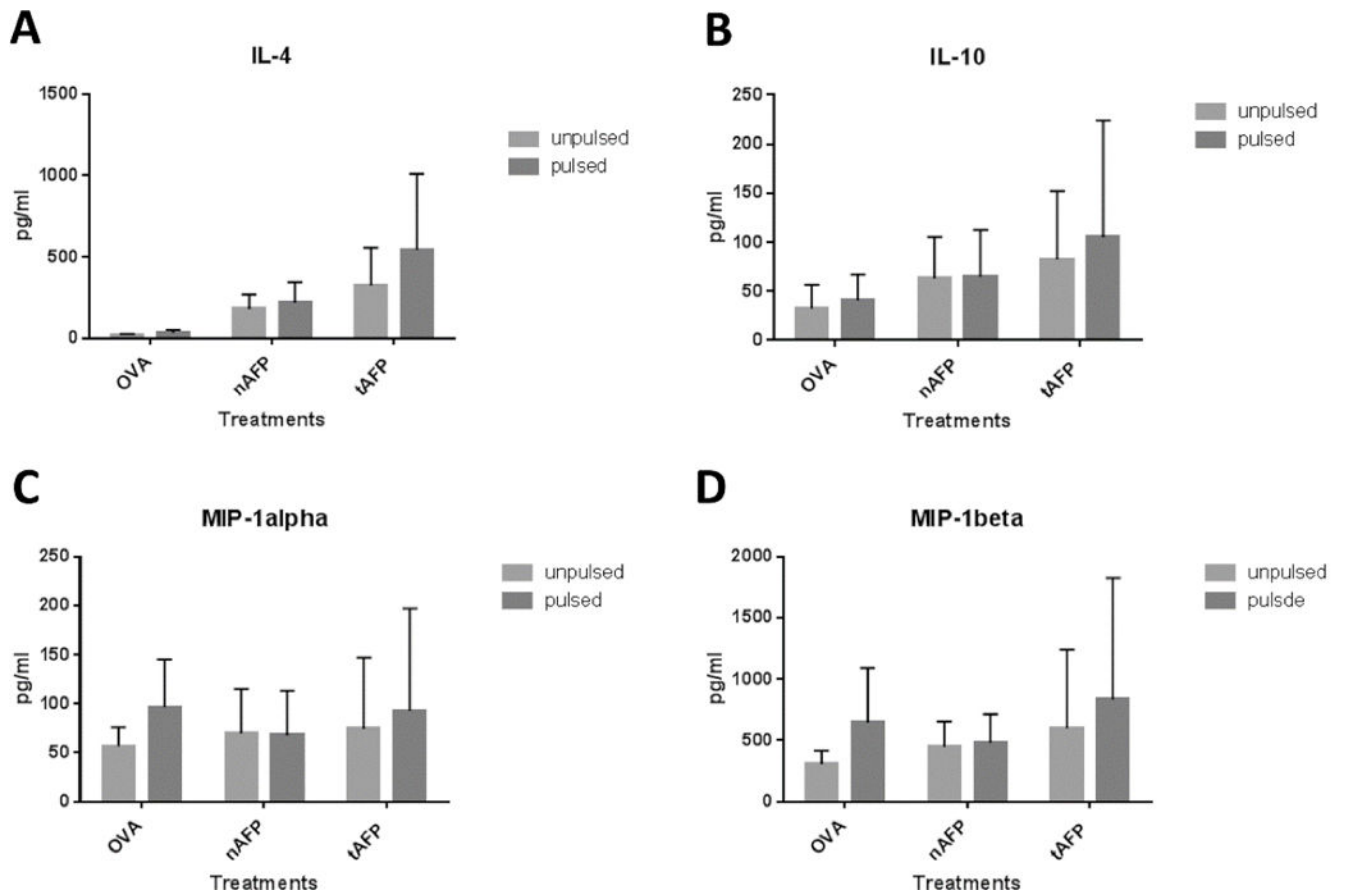 A
IL-4
1500
1000
500
0
pg/ml
OVA
nAFP
tAFP
Treatments
unpulsed
pulsed
B
IL-10
250
200
150
100
50
0
pg/ml
OVA
nAFP
tAFP
Treatments
unpulsed
pulsed
C
MIP-1alpha
250
200
150
100
50
0
pg/ml
OVA
nAFP
tAFP
Treatments
unpulsed
pulsed
D
MIP-1beta
2000
1500
1000
500
0
pg/ml
OVA
nAFP
tAFP
Treatments
unpulsed
pulsde